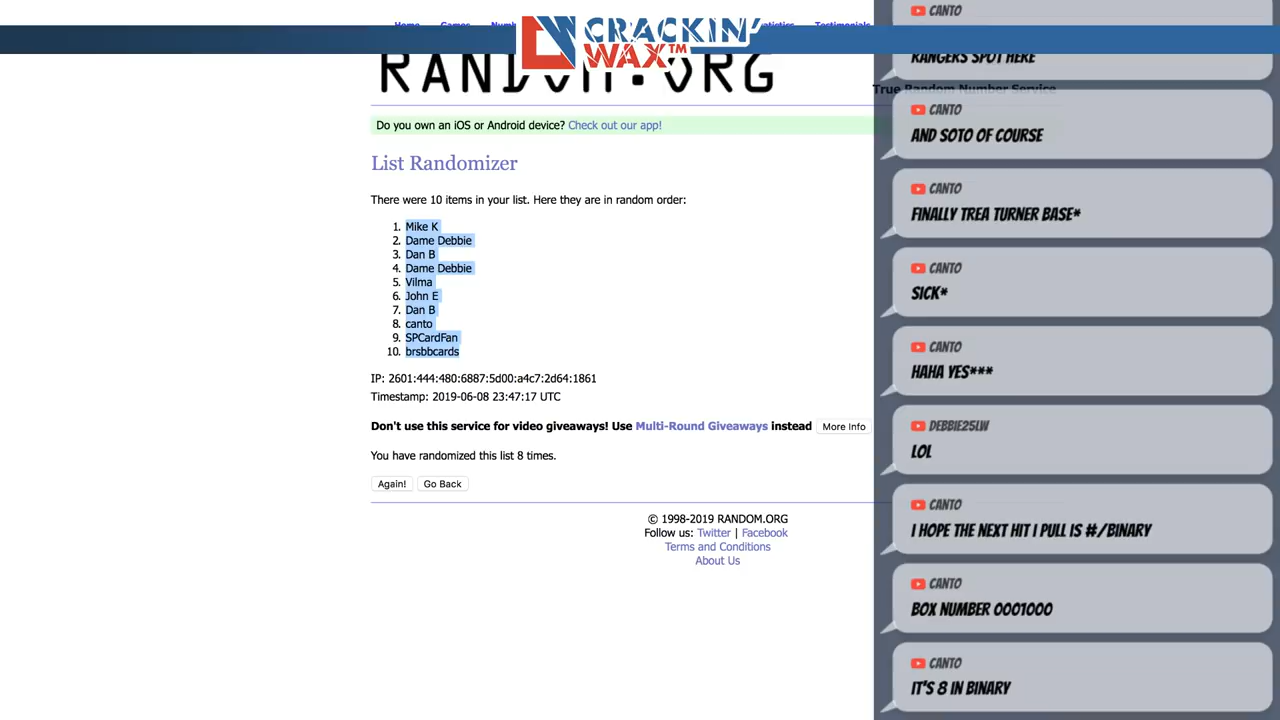 Home Games
CRACKIN'
WAX™
Testimonials
RANDOM.ORG
True Random Number Service
Do you own an iOS or Android device? Check out our app!
List Randomizer
There were 10 items in your list. Here they are in random order:
1. Mike K
2. Dame Debbie
3. Dan B
4. Dame Debbie
5. Vilma
6. John E
7. Dan B
8. canto
9. SPCardFan
10. brsbbcards
IP: 2601:444:480:6887:5d00:a4c7:2d64:1861
Timestamp: 2019-06-08 23:47:17 UTC
Don't use this service for video giveaways! Use Multi-Round Giveaways instead More Info
You have randomized this list 8 times.
Again! Go Back
© 1998-2019 RANDOM.ORG
Follow us: Twitter | Facebook
Terms and Conditions
About Us
CANTO
RANGERS SPOT HERE
CANTO
AND SOTO OF COURSE
CANTO
FINALLY TREA TURNER BASE*
CANTO
SICK*
CANTO
HAHA YES***
DEBBIE25LW
LOL
CANTO
I HOPE THE NEXT HIT I PULL IS #/BINARY
CANTO
BOX NUMBER 0001000
CANTO
IT'S 8 IN BINARY